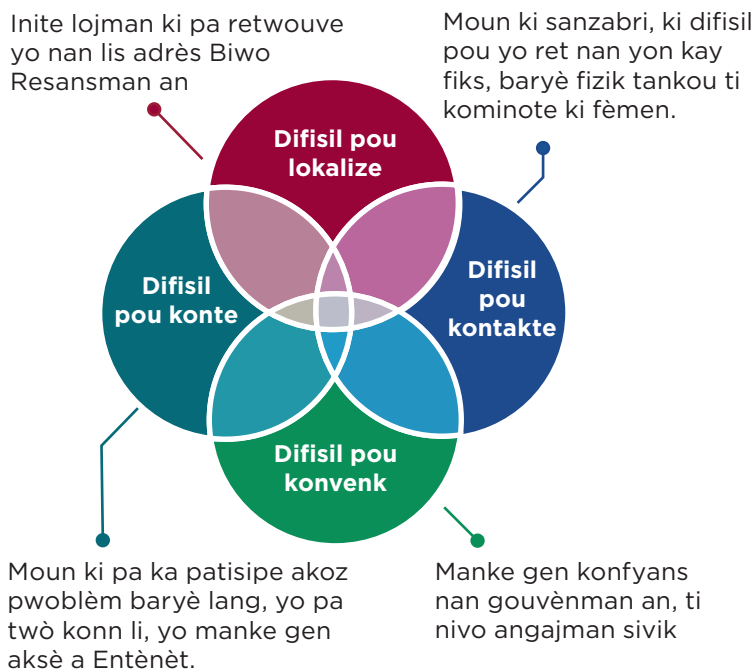 Inite lojman ki pa retwouve
yo nan lis adrès Biwo
Resansman an
Moun ki sanzabri, ki difisil
pou yo ret nan yon kay
fiks, baryè fizik tankou ti
kominote ki fèmen.
Difisil pou
lokalize
Difisil
pou konte
Difisil
pou
kontakte
Difisil pou
konvenk
Moun ki pa ka patisipe akoz
pwoblèm baryè lang, yo pa
twò konn li, yo manke gen
aksè a Entènèt.
Manke gen konfyans
nan gouvènman an, ti
nivo angajman sivik